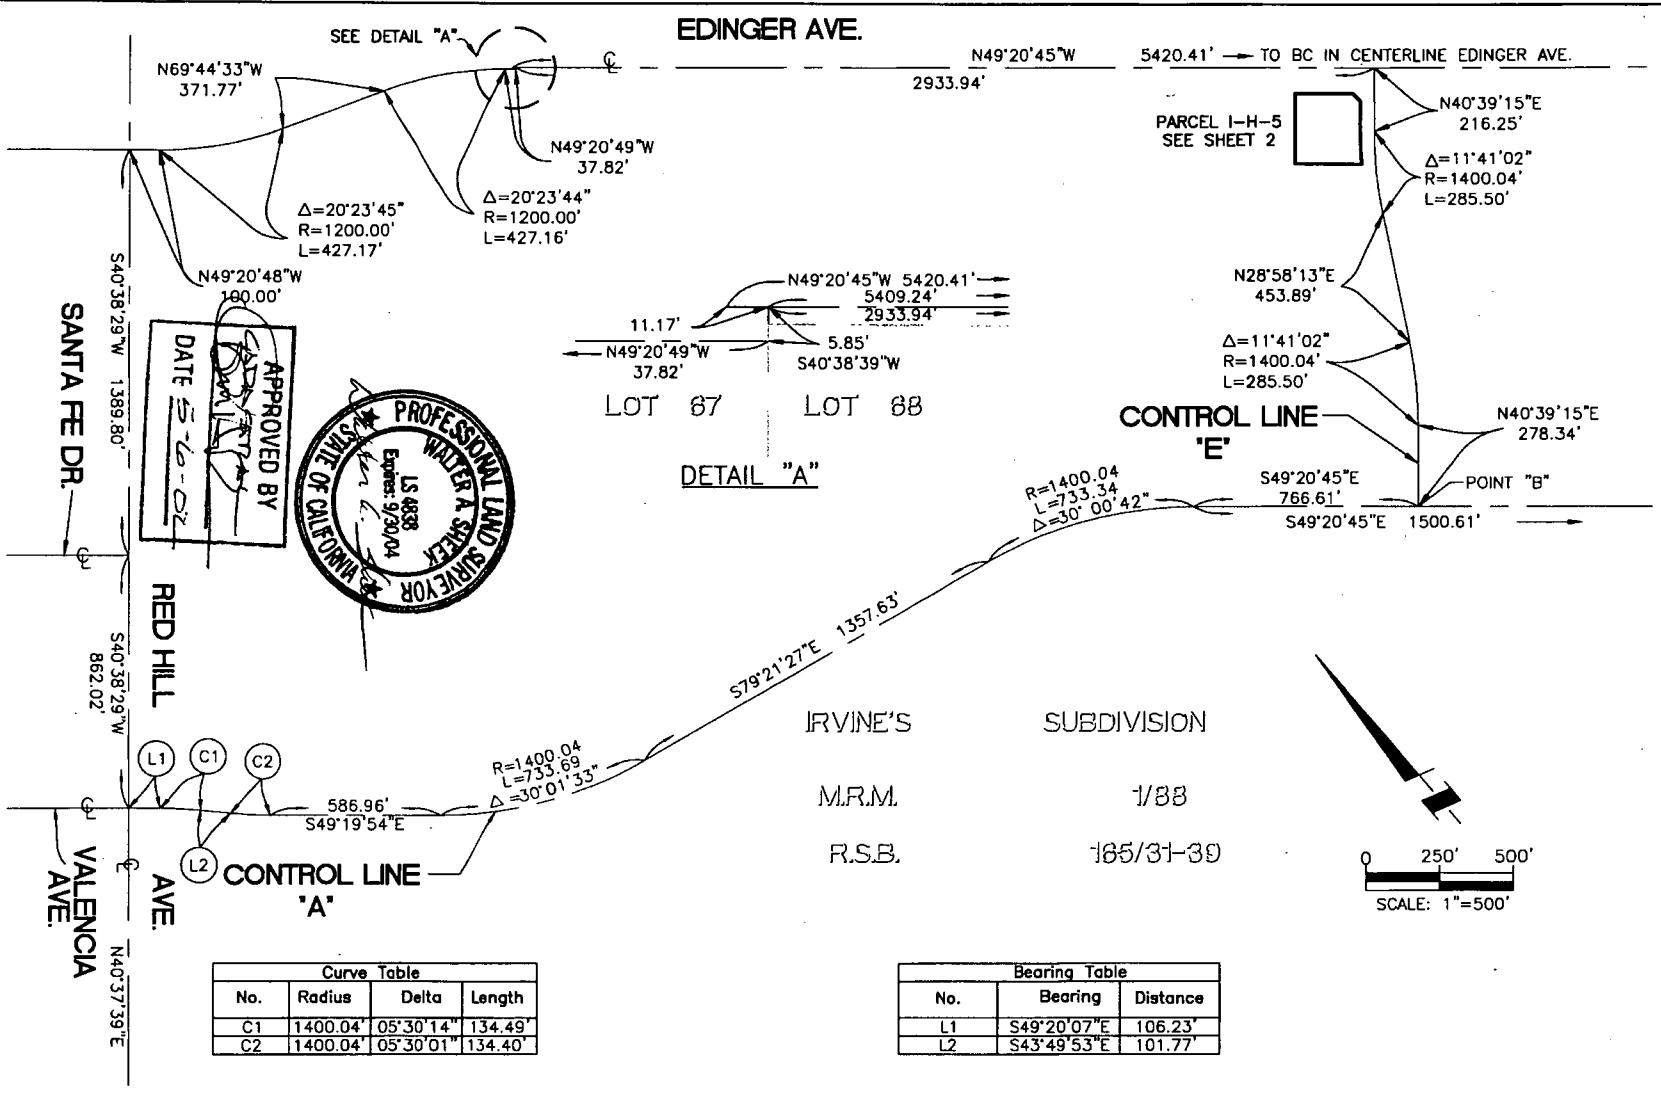 EDINGER AVE.
SEE DETAIL "A"
℄
N49°20'45"W 5420.41' TO BC IN CENTERLINE EDINGER AVE.
2933.94'
N69°44'33"W
371.77'
N49°20'49"W
37.82'
Δ=20°23'44"
R=1200.00'
L=427.16'
Δ=20°23'45"
R=1200.00'
L=427.17'
N49°20'48"W
100.00'
PARCEL I-H-5
SEE SHEET 2
N40°39'15"E
216.25'
Δ=11°41'02"
R=1400.04'
L=285.50'
N28°58'13"E
453.89'
Δ=11°41'02"
R=1400.04'
L=285.50'
N40°39'15"E
278.34'
CONTROL LINE
"E"
S49°20'45"E
766.61'
POINT "B"
S49°20'45"E 1500.61'
N49°20'45"W 5420.41'
5409.24'
2933.94'
11.17'
N49°20'49"W
37.82'
5.85'
S40°38'39"W
LOT 67
LOT 68
DETAIL "A"
S40°38'29"W 1389.80'
SANTA FE DR.
℄
APPROVED BY
DATE 5-6-02
PROFESSIONAL LAND SURVEYOR
WALTER A. SHEEK
LS 4838
Expires: 9/30/04
STATE OF CALIFORNIA
R=1400.04
L=733.34
Δ=30°00'42"
S79°21'27"E 1357.63'
R=1400.04
L=733.69
Δ=30°01'33"
RED HILL
AVE.
S40°38'29"W
862.02'
L1
C1
C2
L2
℄
586.96'
S49°19'54"E
CONTROL LINE
"A"
VALENCIA
AVE.
℄
N40°37'39"E
IRVINE'S SUBDIVISION
M.R.M. 1/88
R.S.B. 165/31-39
0 250' 500'
SCALE: 1"=500'
Curve Table
No. Radius Delta Length
C1 1400.04' 05°30'14" 134.49'
C2 1400.04' 05°30'01" 134.40'
Bearing Table
No. Bearing Distance
L1 S49°20'07"E 106.23'
L2 S43°49'53"E 101.77'